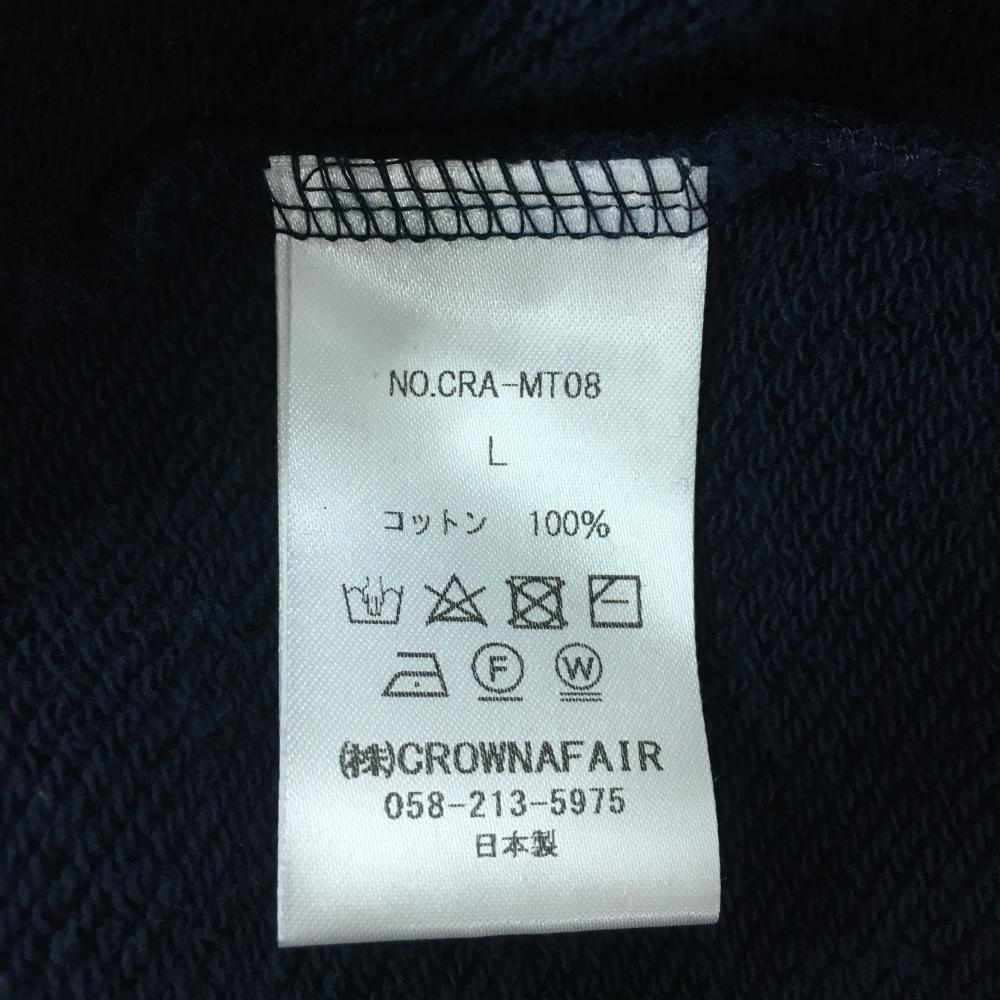 NO.CRA-MT08
L
コットン 100%
F W
(株)CROWNAFAIR
058-213-5975
日本製